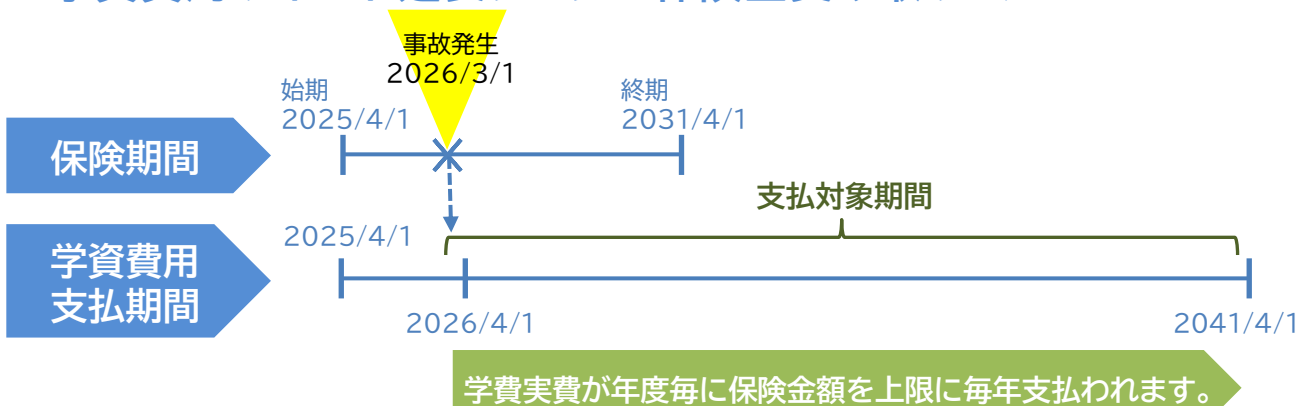 事故発生
2026/3/1
始期
2025/4/1
終期
2031/4/1
保険期間
支払対象期間
2025/4/1
学資費用
支払期間
2026/4/1
2041/4/1
学費実費が年度毎に保険金額を上限に毎年支払われます。